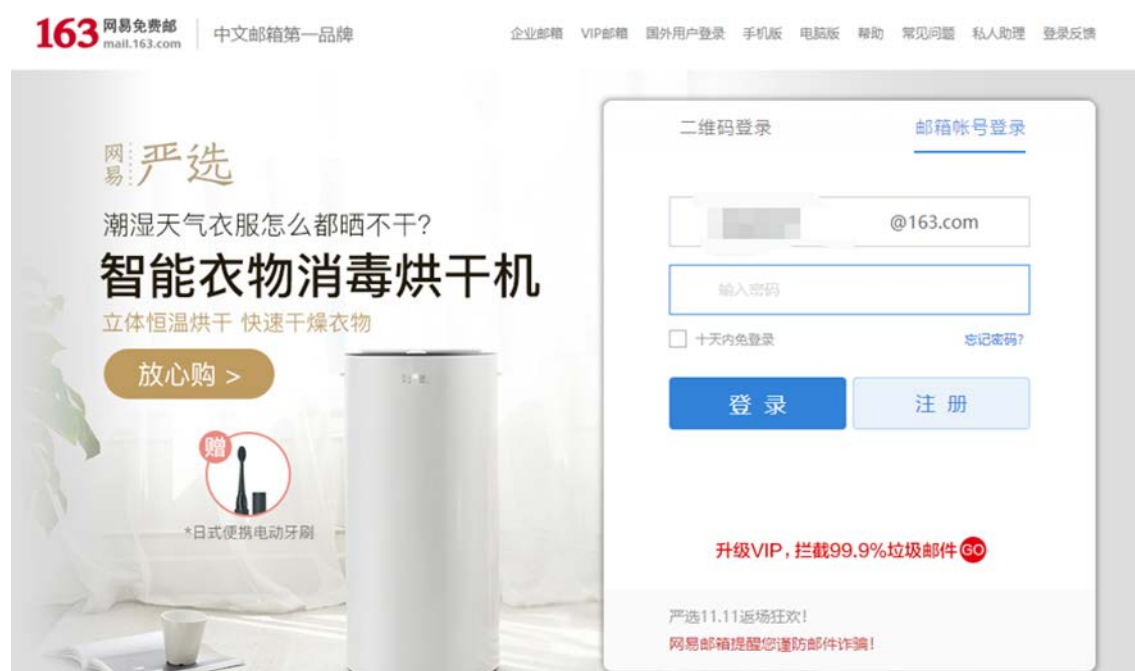 163 网易免费邮 中文邮箱第一品牌 企业邮箱 VIP邮箱 国外用户登录 手机版 电脑版 帮助 常见问题 私人助理 登录反馈
mail.163.com
网易 严选
潮湿天气衣服怎么都晒不干?
智能衣物消毒烘干机
立体恒温烘干 快速干燥衣物
放心购 >
赠
*日式便携电动牙刷
二维码登录 邮箱帐号登录
@163.com
输入密码
十天内免登录 忘记密码?
登 录 注 册
升级VIP，拦截99.9%垃圾邮件 GO
严选11.11返场狂欢!
网易邮箱提醒您谨防邮件诈骗!